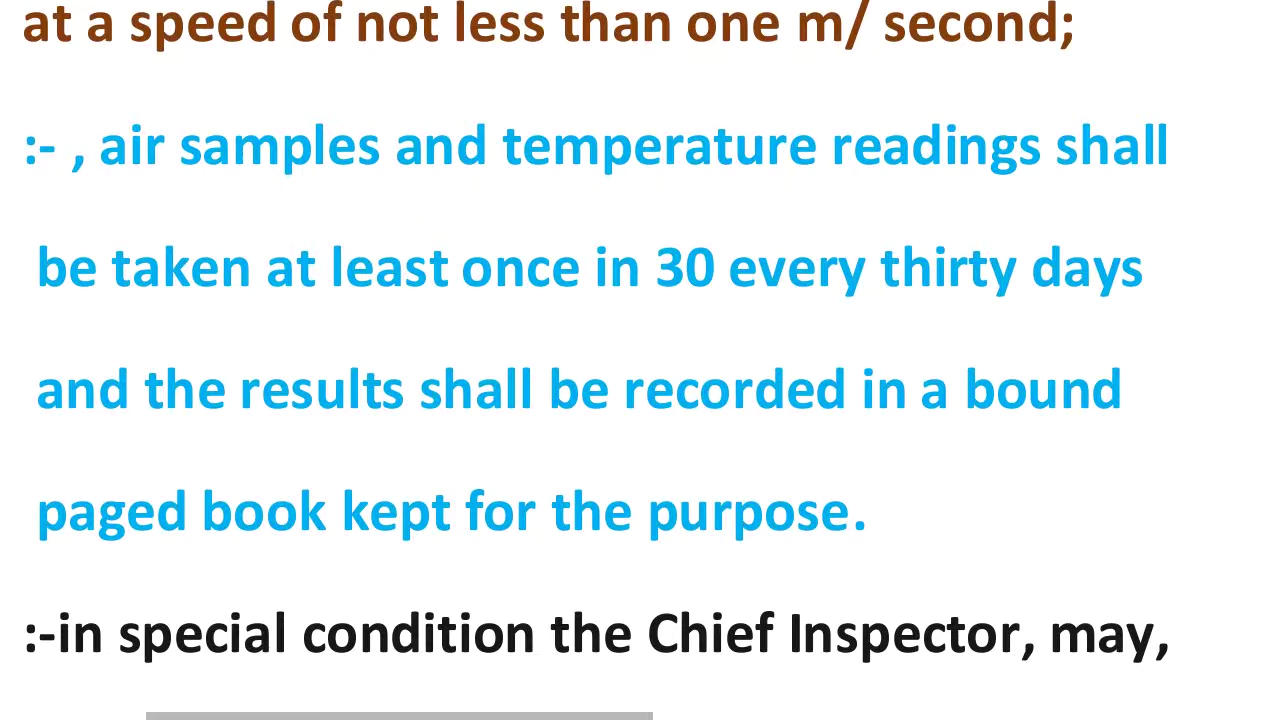 at a speed of not less than one m/ second;
:- , air samples and temperature readings shall
be taken at least once in 30 every thirty days
and the results shall be recorded in a bound
paged book kept for the purpose.
:-in special condition the Chief Inspector, may,